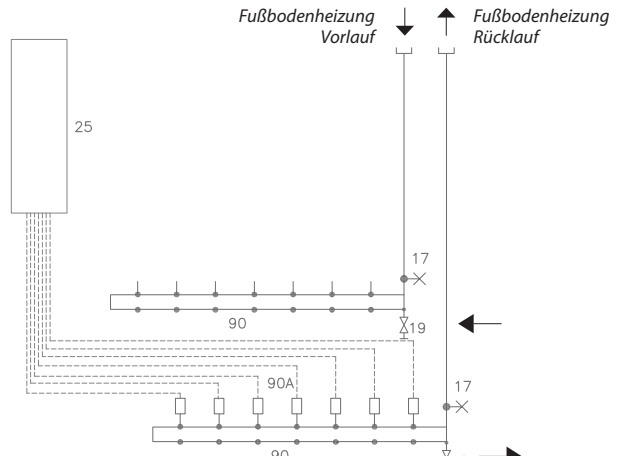 Fußbodenheizung
Vorlauf
Fußbodenheizung
Rücklauf
25
17
90
19
90A
17
90